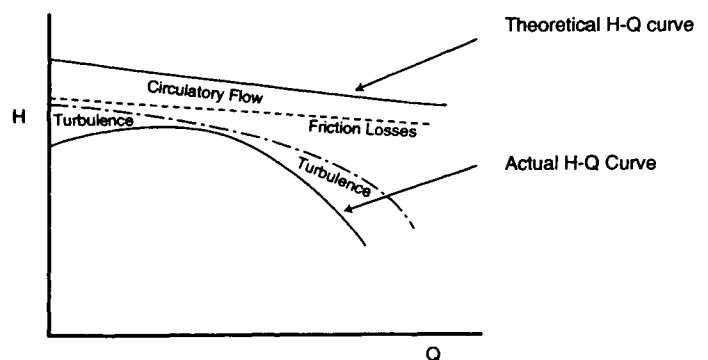 Theoretical H-Q curve
Circulatory Flow
H
Friction Losses
Turbulence
Turbulence
Actual H-Q Curve
Q